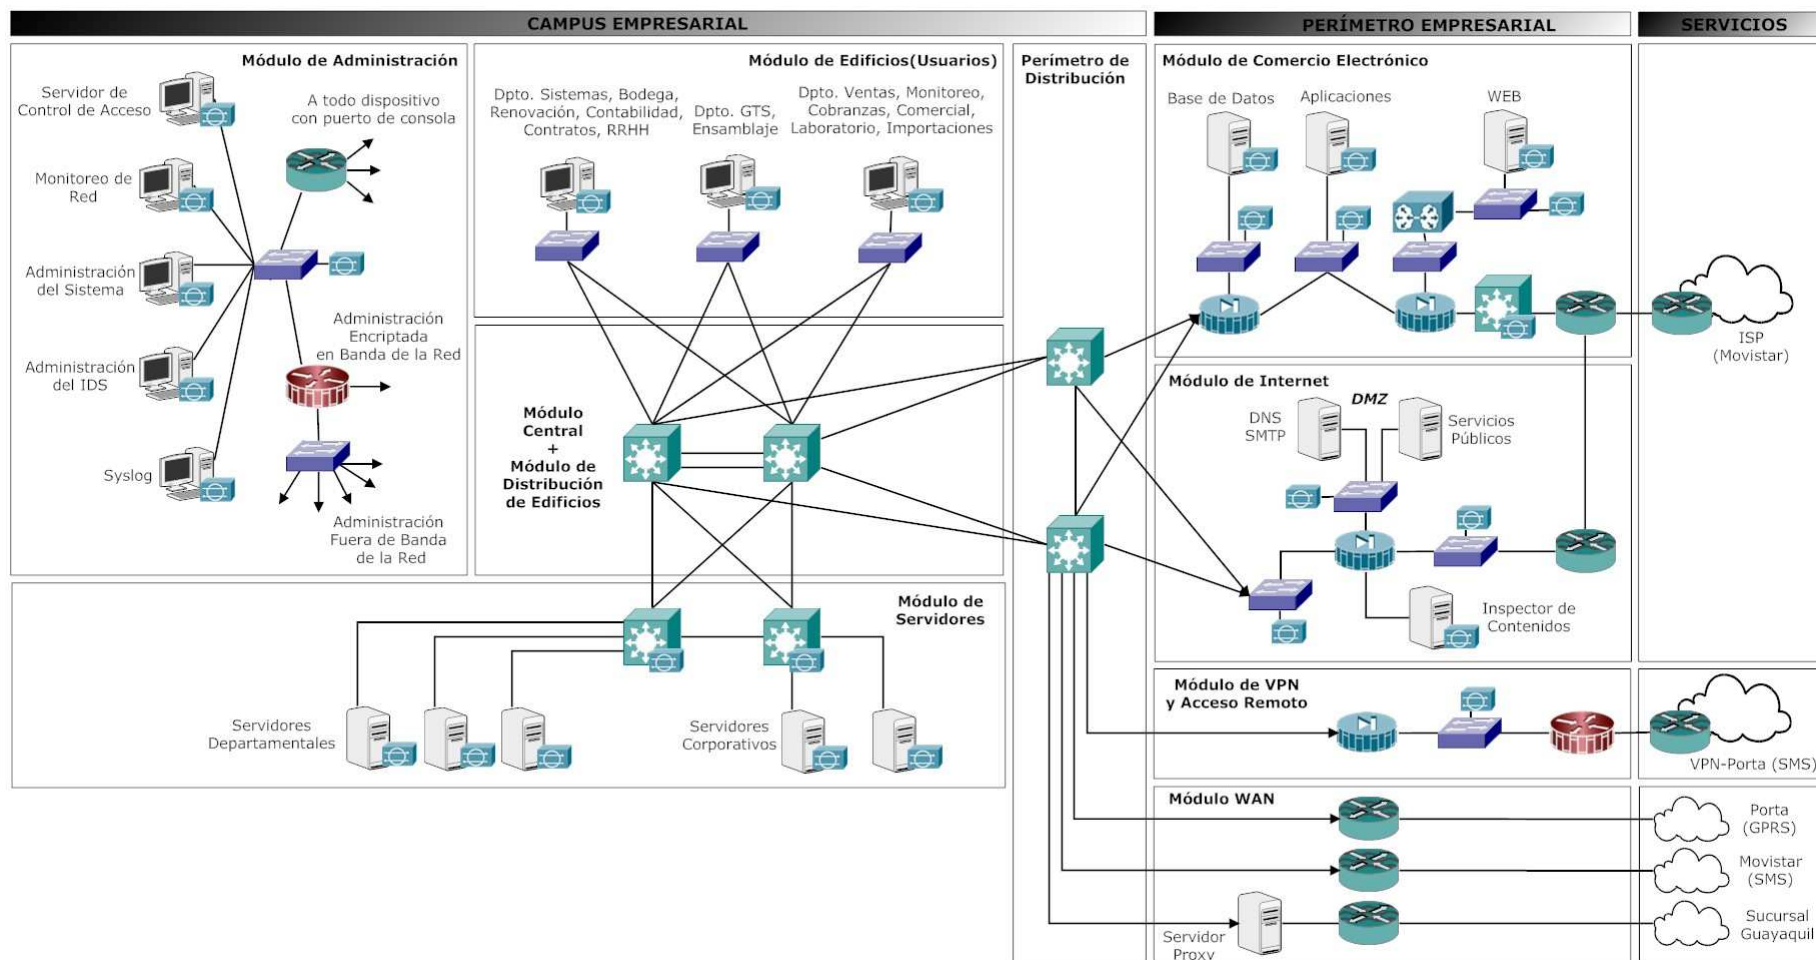 CAMPUS EMPRESARIAL
PERÍMETRO EMPRESARIAL
SERVICIOS
Módulo de Administración
Servidor de
Control de Acceso
A todo dispositivo
con puerto de consola
Monitoreo de
Red
Administración
del Sistema
Administración
Encriptada
en Banda de la Red
Administración
del IDS
Syslog
Administración
Fuera de Banda
de la Red
Módulo de Edificios(Usuarios)
Dpto. Sistemas, Bodega,
Renovación, Contabilidad,
Contratos, RRHH
Dpto. GTS,
Ensamblaje
Dpto. Ventas, Monitoreo,
Cobranzas, Comercial,
Laboratorio, Importaciones
Módulo
Central
+
Módulo de
Distribución
de Edificios
Módulo de
Servidores
Servidores
Departamentales
Servidores
Corporativos
Perímetro de
Distribución
Módulo de Comercio Electrónico
Base de Datos
Aplicaciones
WEB
ISP
(Movistar)
Módulo de Internet
DMZ
DNS
SMTP
Servicios
Públicos
Inspector de
Contenidos
Módulo de VPN
y Acceso Remoto
VPN-Porta (SMS)
Módulo WAN
Porta
(GPRS)
Movistar
(SMS)
Servidor
Proxy
Sucursal
Guayaquil